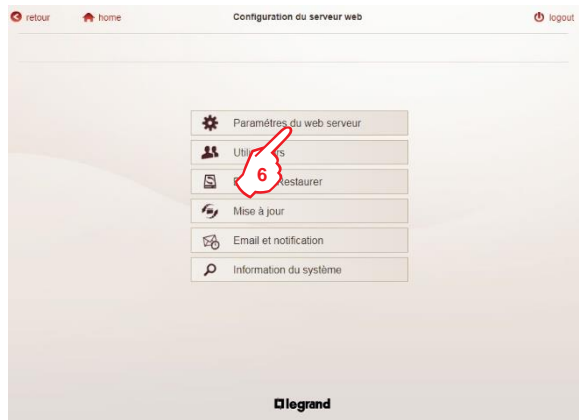 retour home Configuration du serveur web logout
Paramétres du web serveur
6
Restaurer
Mise à jour
Email et notification
Information du système
legrand